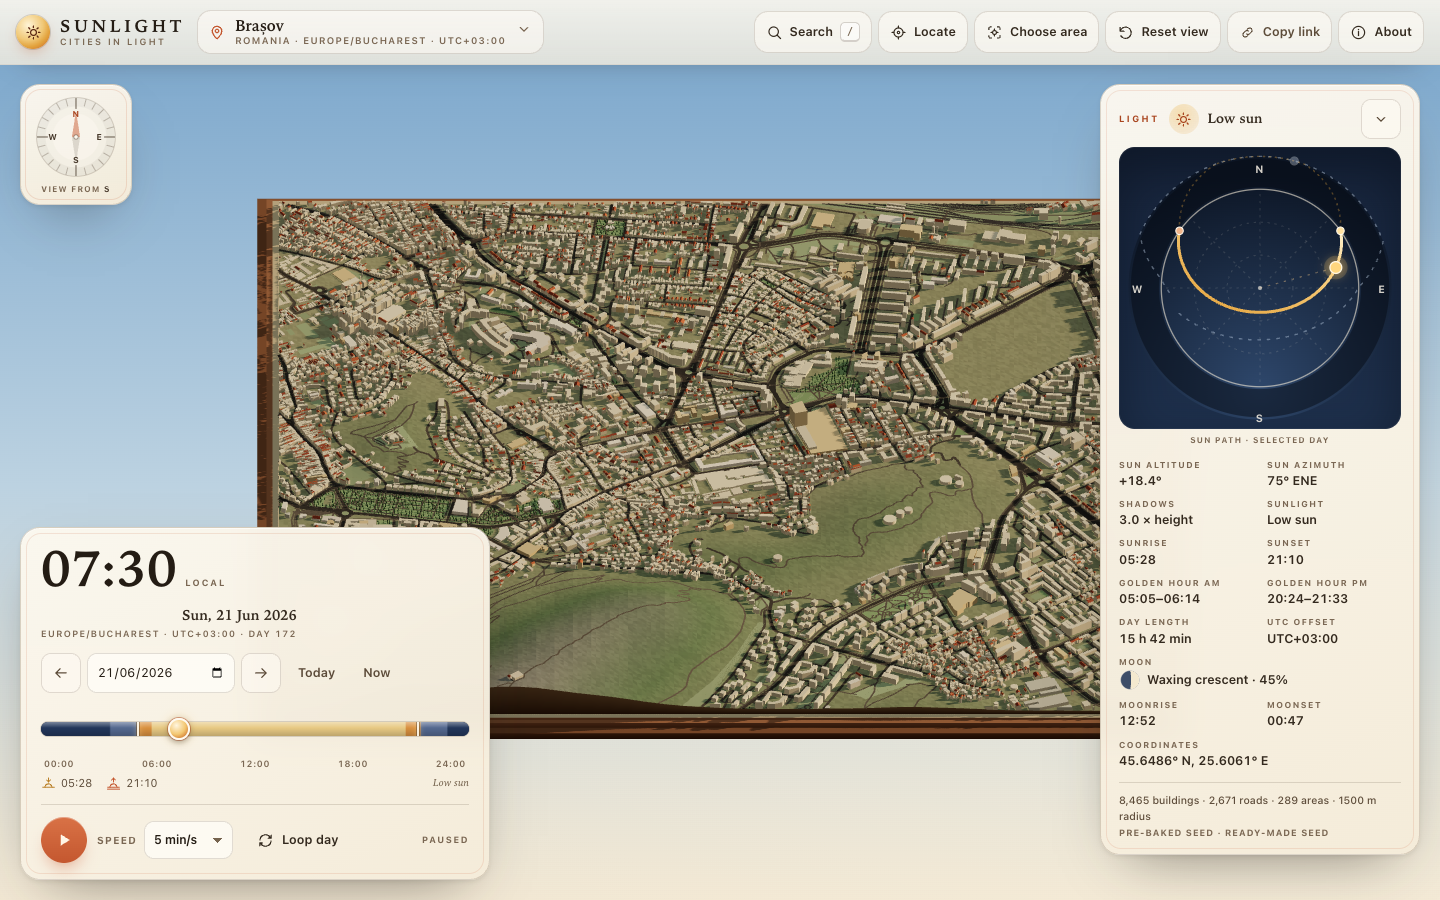 SUNLIGHT
CITIES IN LIGHT
Brașov
ROMANIA · EUROPE/BUCHAREST · UTC+03:00
Search /
Locate
Choose area
Reset view
Copy link
About
N
W E
S
VIEW FROM S
LIGHT Low sun
N
W E
S
SUN PATH · SELECTED DAY
SUN ALTITUDE SUN AZIMUTH
+18.4° 75° ENE
SHADOWS SUNLIGHT
3.0 × height Low sun
SUNRISE SUNSET
05:28 21:10
GOLDEN HOUR AM GOLDEN HOUR PM
05:05–06:14 20:24–21:33
DAY LENGTH UTC OFFSET
15 h 42 min UTC+03:00
MOON
Waxing crescent · 45%
MOONRISE MOONSET
12:52 00:47
COORDINATES
45.6486° N, 25.6061° E
8,465 buildings · 2,671 roads · 289 areas · 1500 m
radius
PRE-BAKED SEED · READY-MADE SEED
07:30 LOCAL
Sun, 21 Jun 2026
EUROPE/BUCHAREST · UTC+03:00 · DAY 172
21/06/2026 Today Now
00:00 06:00 12:00 18:00 24:00
05:28 21:10 Low sun
SPEED 5 min/s Loop day PAUSED